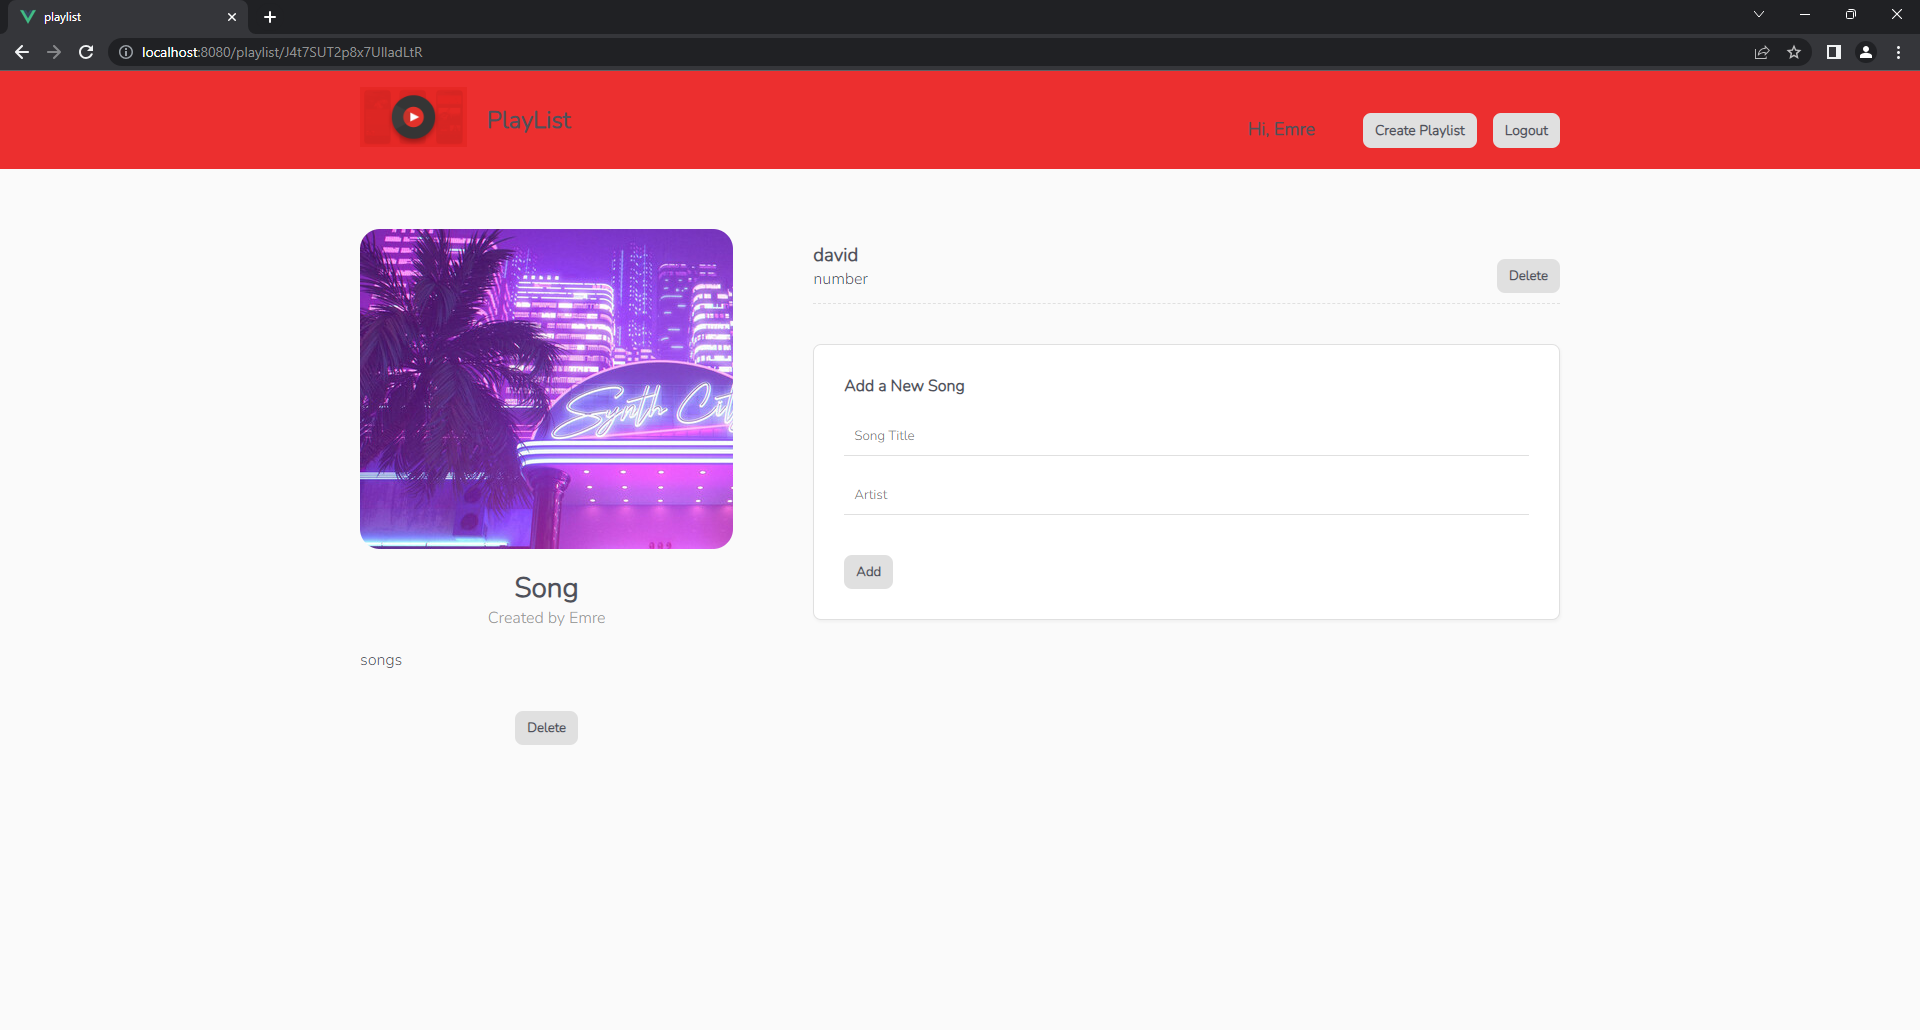 playlist
localhost:8080/playlist/J4t7SUT2p8x7UlladLtR
PlayList
Hi, Emre
Create Playlist
Logout
Synth Cit
Song
Created by Emre
songs
Delete
david
number
Delete
Add a New Song
Song Title
Artist
Add